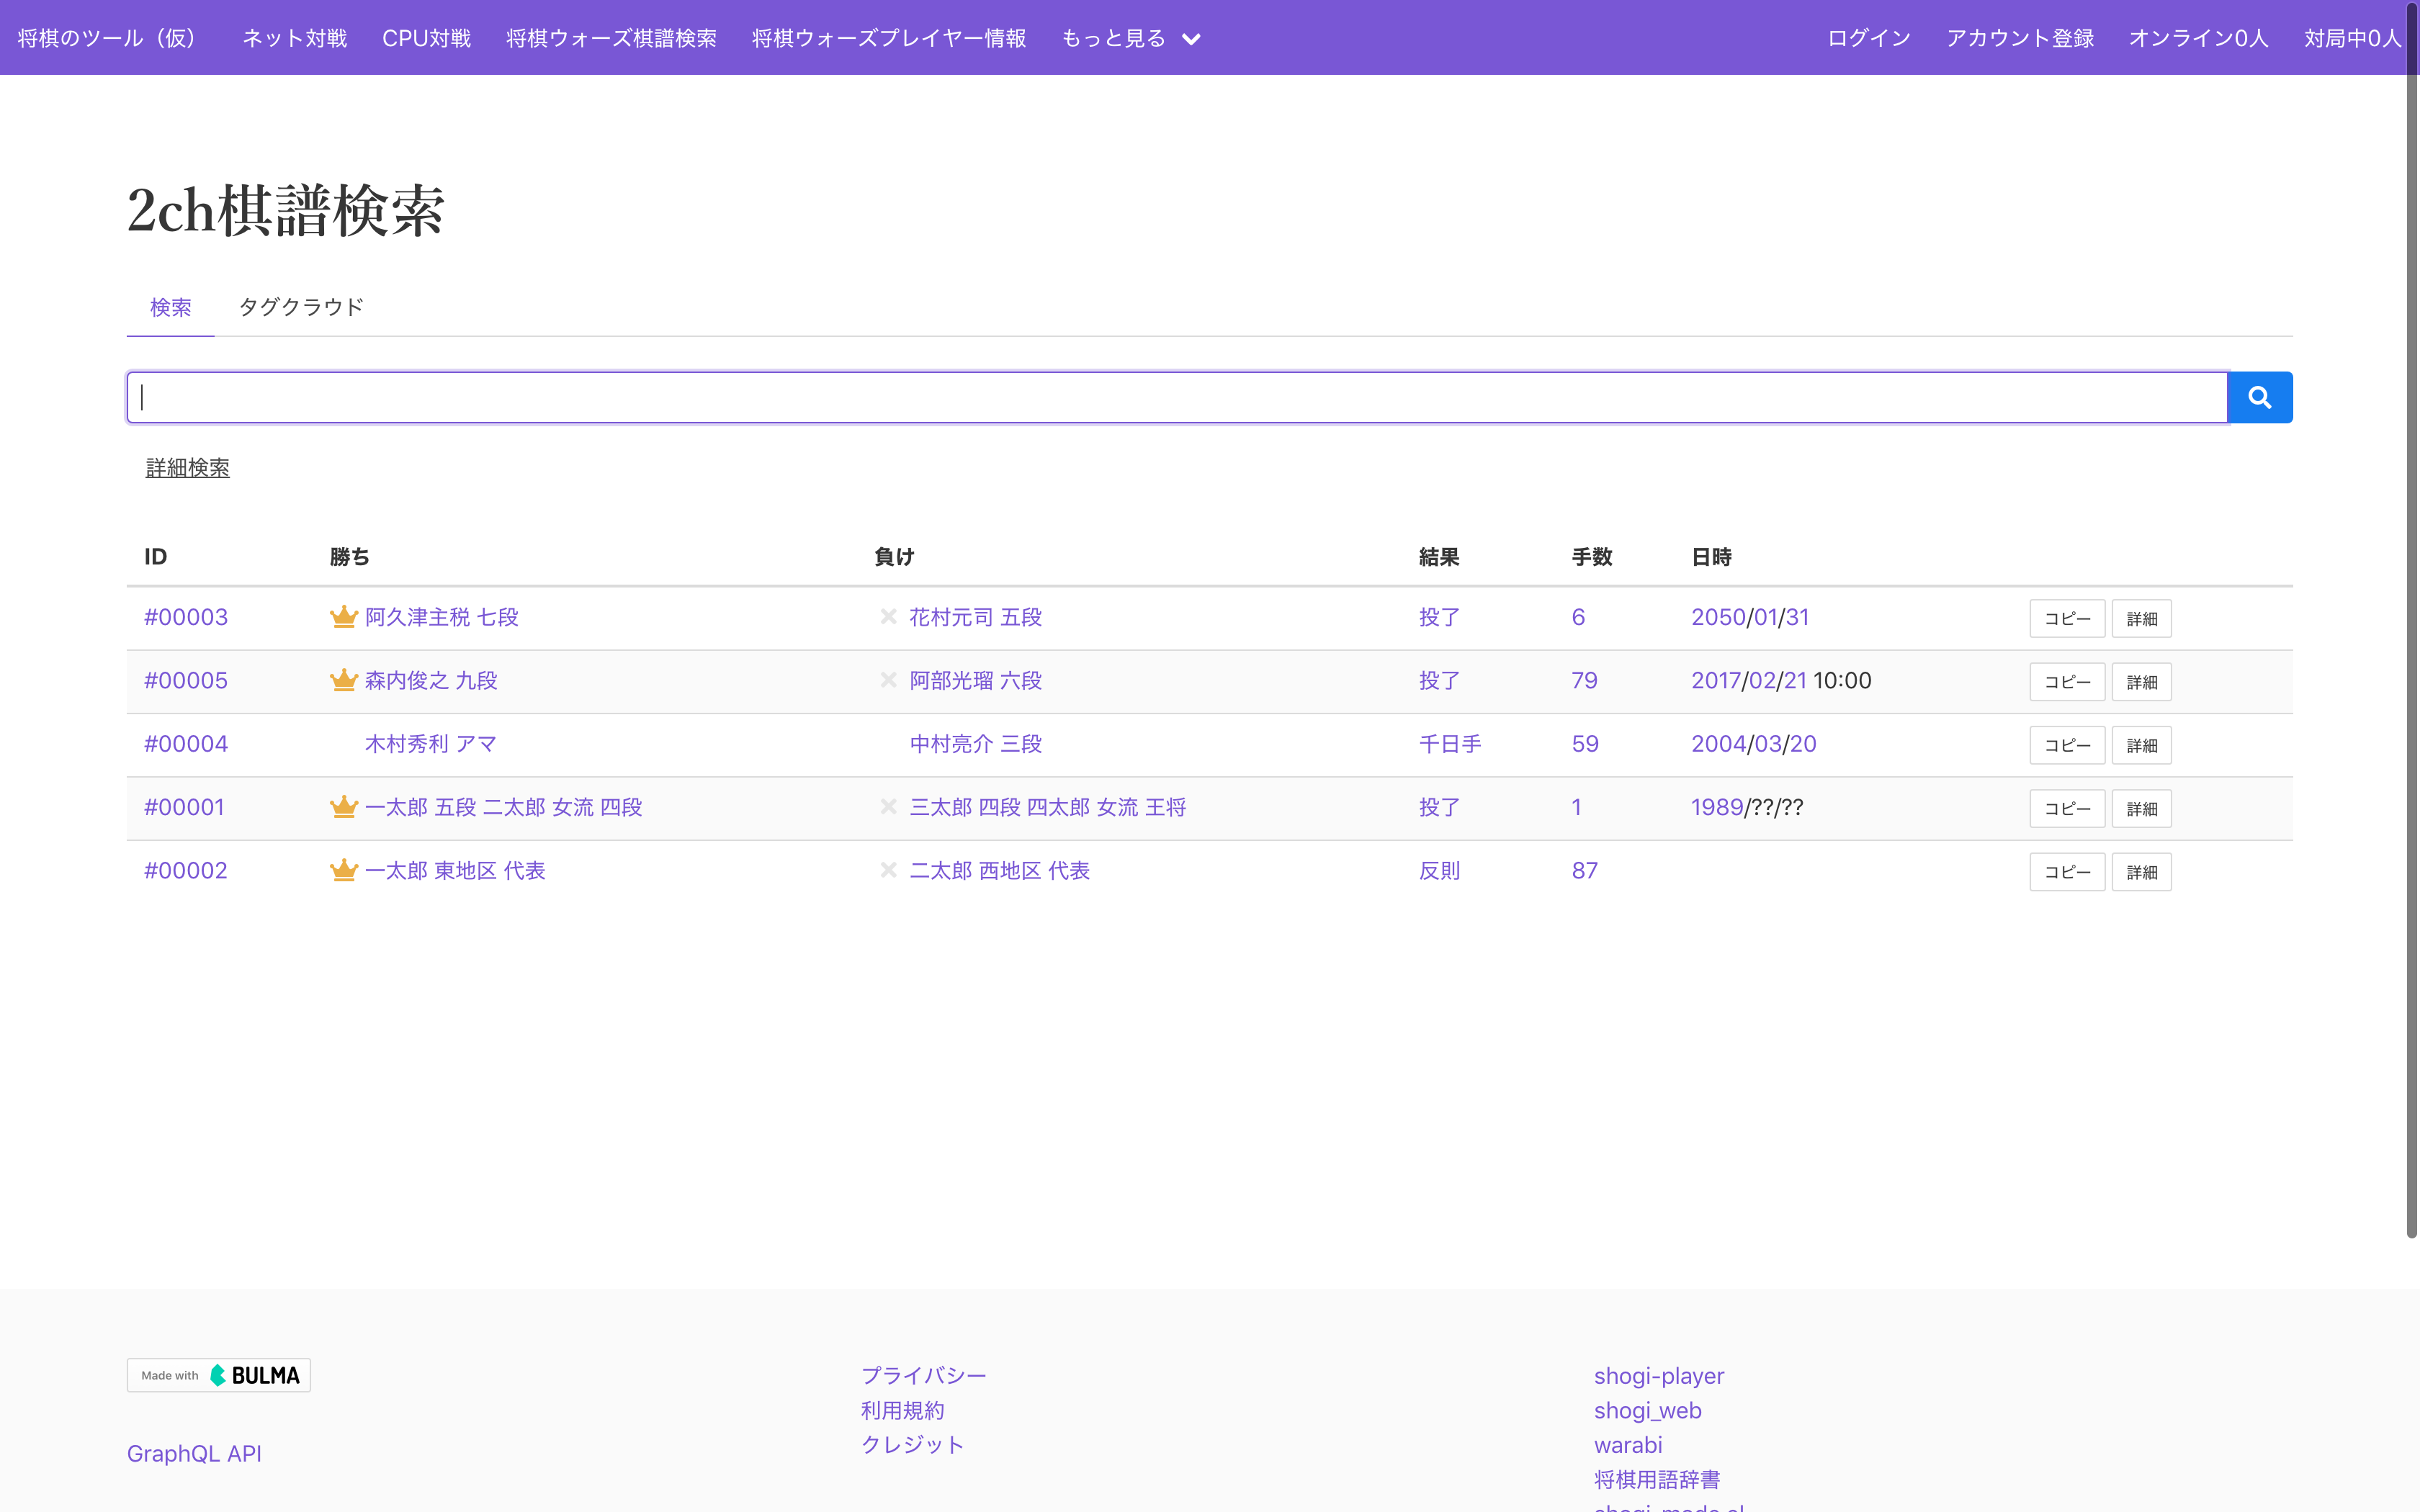 将棋のツール（仮） ネット対戦 CPU対戦 将棋ウォーズ棋譜検索 将棋ウォーズプレイヤー情報 もっと見る ログイン アカウント登録 オンライン0人 対局中0人
2ch棋譜検索
検索 タグクラウド
詳細検索
ID 勝ち 負け 結果 手数 日時
#00003 阿久津主税 七段 花村元司 五段 投了 6 2050/01/31 コピー 詳細
#00005 森内俊之 九段 阿部光瑠 六段 投了 79 2017/02/21 10:00 コピー 詳細
#00004 木村秀利 アマ 中村亮介 三段 千日手 59 2004/03/20 コピー 詳細
#00001 一太郎 五段 二太郎 女流 四段 三太郎 四段 四太郎 女流 王将 投了 1 1989/??/?? コピー 詳細
#00002 一太郎 東地区 代表 二太郎 西地区 代表 反則 87 コピー 詳細
Made with BULMA
GraphQL API
プライバシー
利用規約
クレジット
shogi-player
shogi_web
warabi
将棋用語辞書